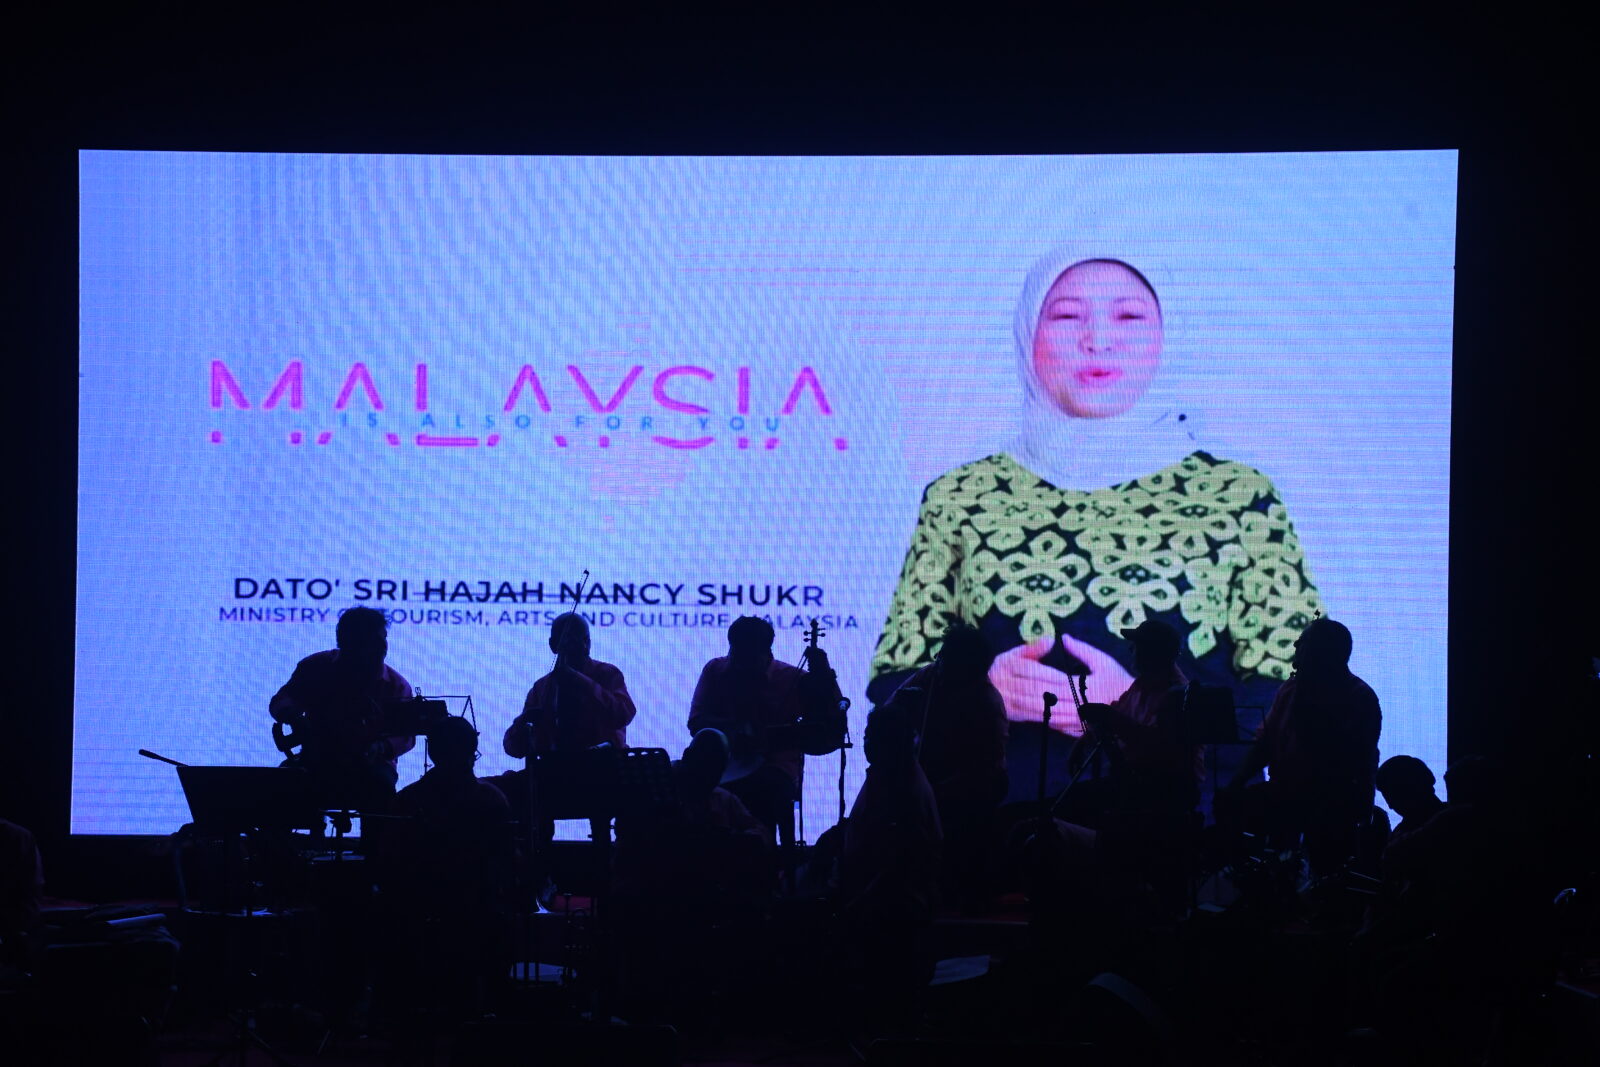 MALAYSIA
IS ALSO FOR YOU
DATO' SRI HAJAH NANCY SHUKR
MINISTRY OF TOURISM, ARTS AND CULTURE MALAYSIA